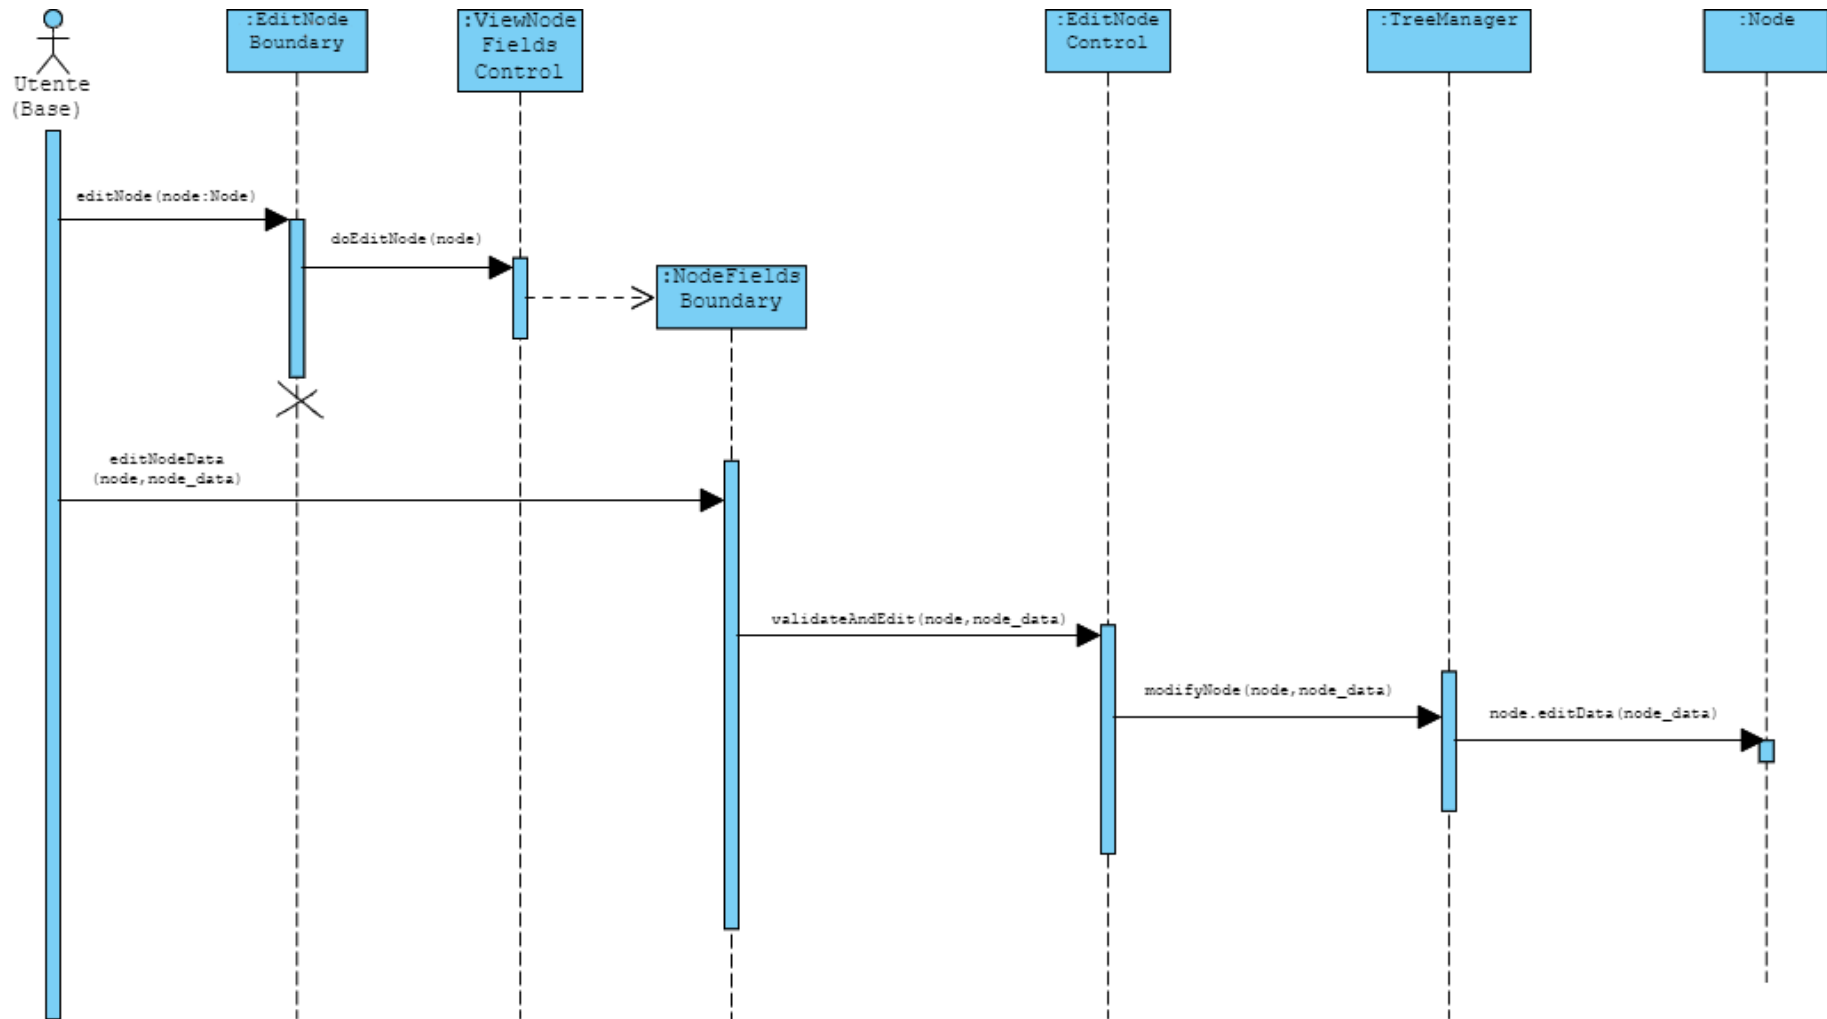 :EditNode
Boundary
:ViewNode
Fields
Control
:EditNode
Control
:TreeManager
:Node
Utente
(Base)
editNode(node:Node)
doEditNode(node)
:NodeFields
Boundary
editNodeData
(node,node_data)
validateAndEdit(node,node_data)
modifyNode(node,node_data)
node.editData(node_data)